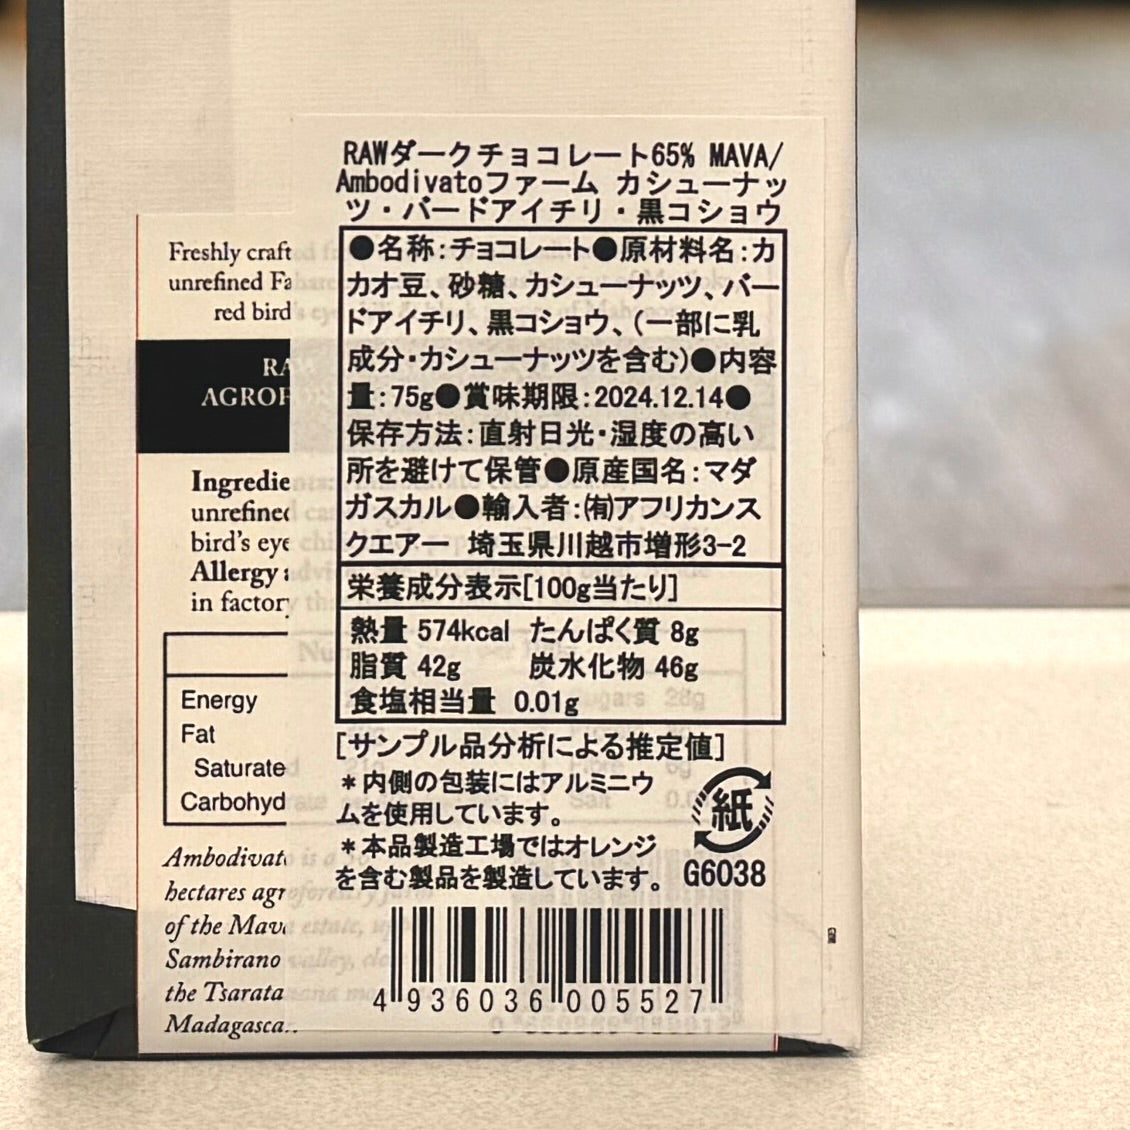 RAWダークチョコレート65% MAVA/
Ambodivatoファーム カシューナッ
ツ・バードアイチリ・黒コショウ
●名称:チョコレート●原材料名:カ
カオ豆、砂糖、カシューナッツ、バー
ドアイチリ、黒コショウ、(一部に乳
成分・カシューナッツを含む)●内容
量:75g●賞味期限:2024.12.14●
保存方法:直射日光・湿度の高い
所を避けて保管●原産国名:マダ
ガスカル●輸入者:㈲アフリカンス
クエアー 埼玉県川越市増形3-2
栄養成分表示[100g当たり]
熱量 574kcal たんぱく質 8g
脂質 42g 炭水化物 46g
食塩相当量 0.01g
[サンプル品分析による推定値]
＊内側の包装にはアルミニウ
ムを使用しています。
＊本品製造工場ではオレンジ
を含む製品を製造しています。
紙
G6038
4 936036 005527
Freshly craft
unrefined Fa
red bird
RA
AGROF
Ingredie
unrefined
bird's eye
Allergy
in factory
Energy
Fat
Saturate
Carbohyd
Ambodivato
hectares agr
of the Mava
Sambirano
the Tsarata
Madagasca